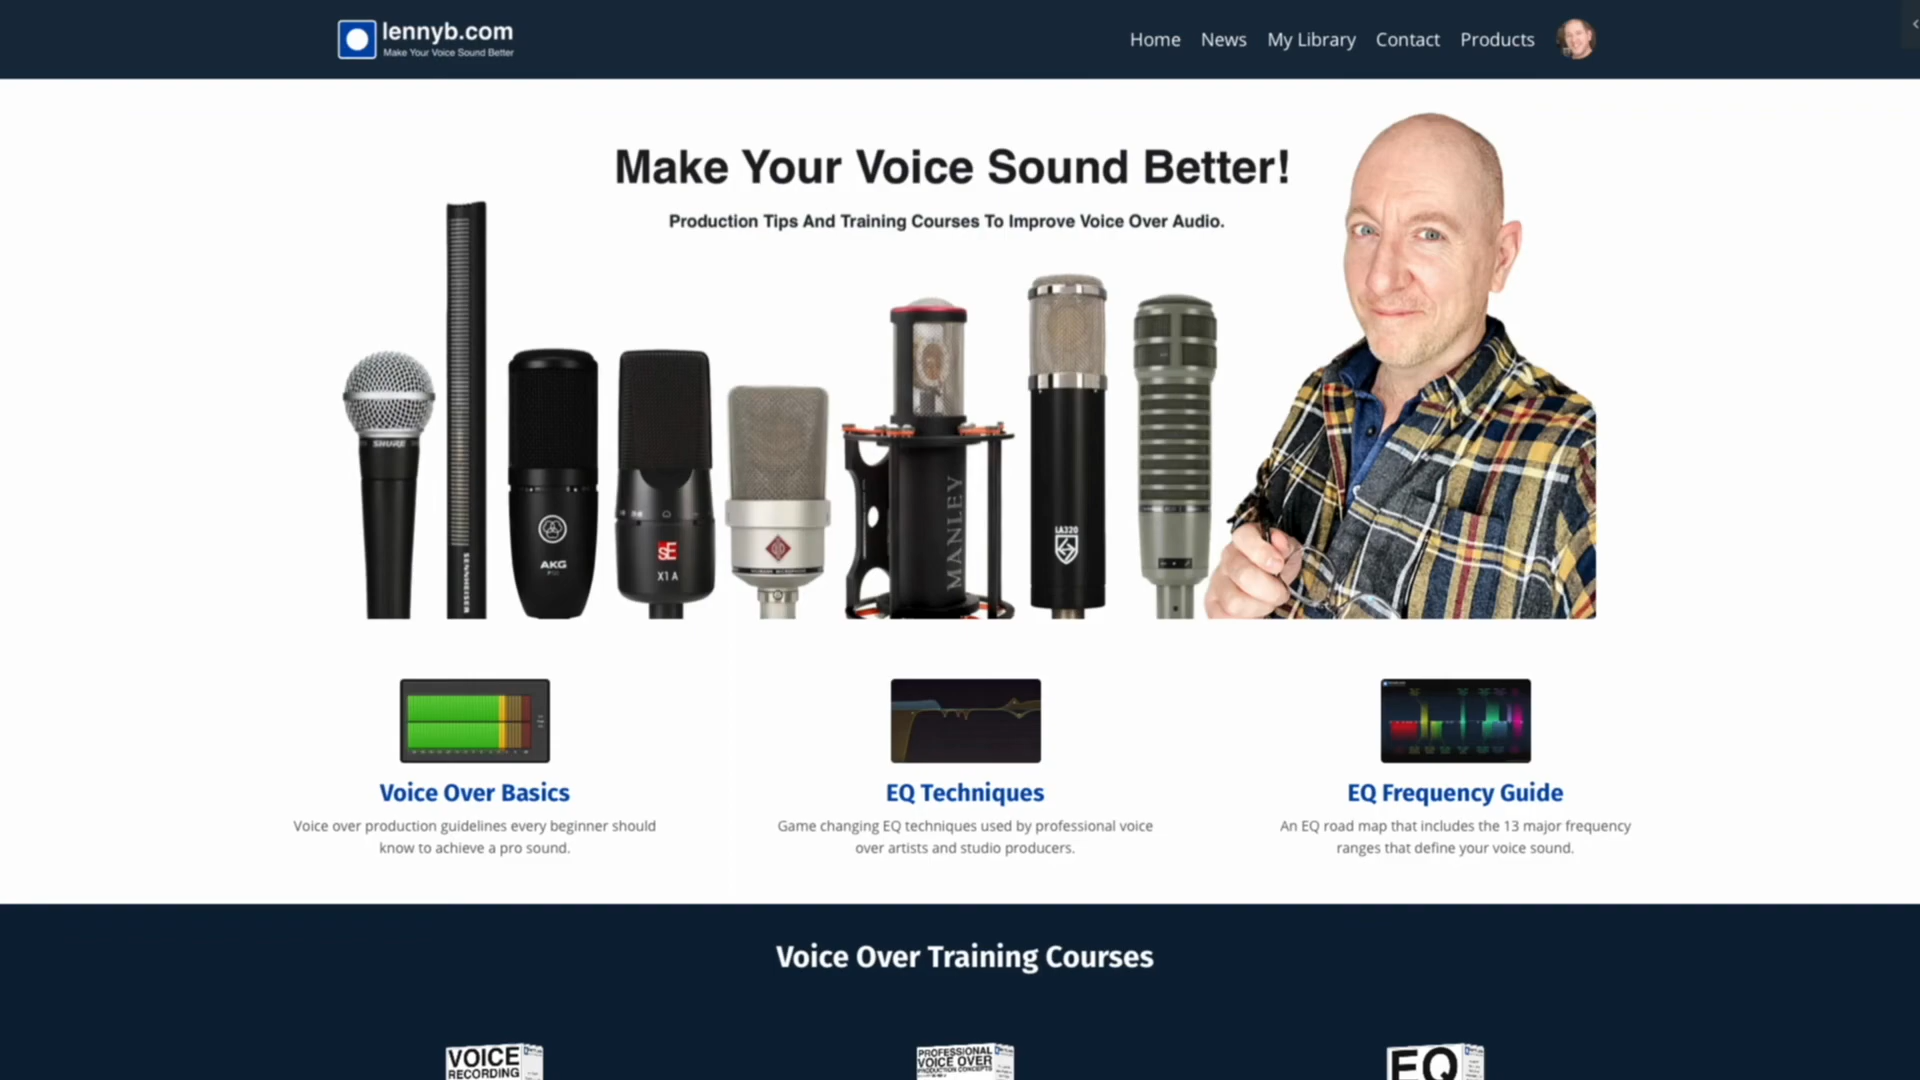 lennyb.com
Make Your Voice Sound Better
Home News My Library Contact Products
Make Your Voice Sound Better!
Production Tips And Training Courses To Improve Voice Over Audio.
SHURE
SENNHEISER
AKG
sE
X1 A
MANLEY
LA320
Voice Over Basics
Voice over production guidelines every beginner should
know to achieve a pro sound.
EQ Techniques
Game changing EQ techniques used by professional voice
over artists and studio producers.
EQ Frequency Guide
An EQ road map that includes the 13 major frequency
ranges that define your voice sound.
Voice Over Training Courses
VOICE
RECORDING
PROFESSIONAL
VOICE OVER
PRODUCTION CONCEPTS
EQ